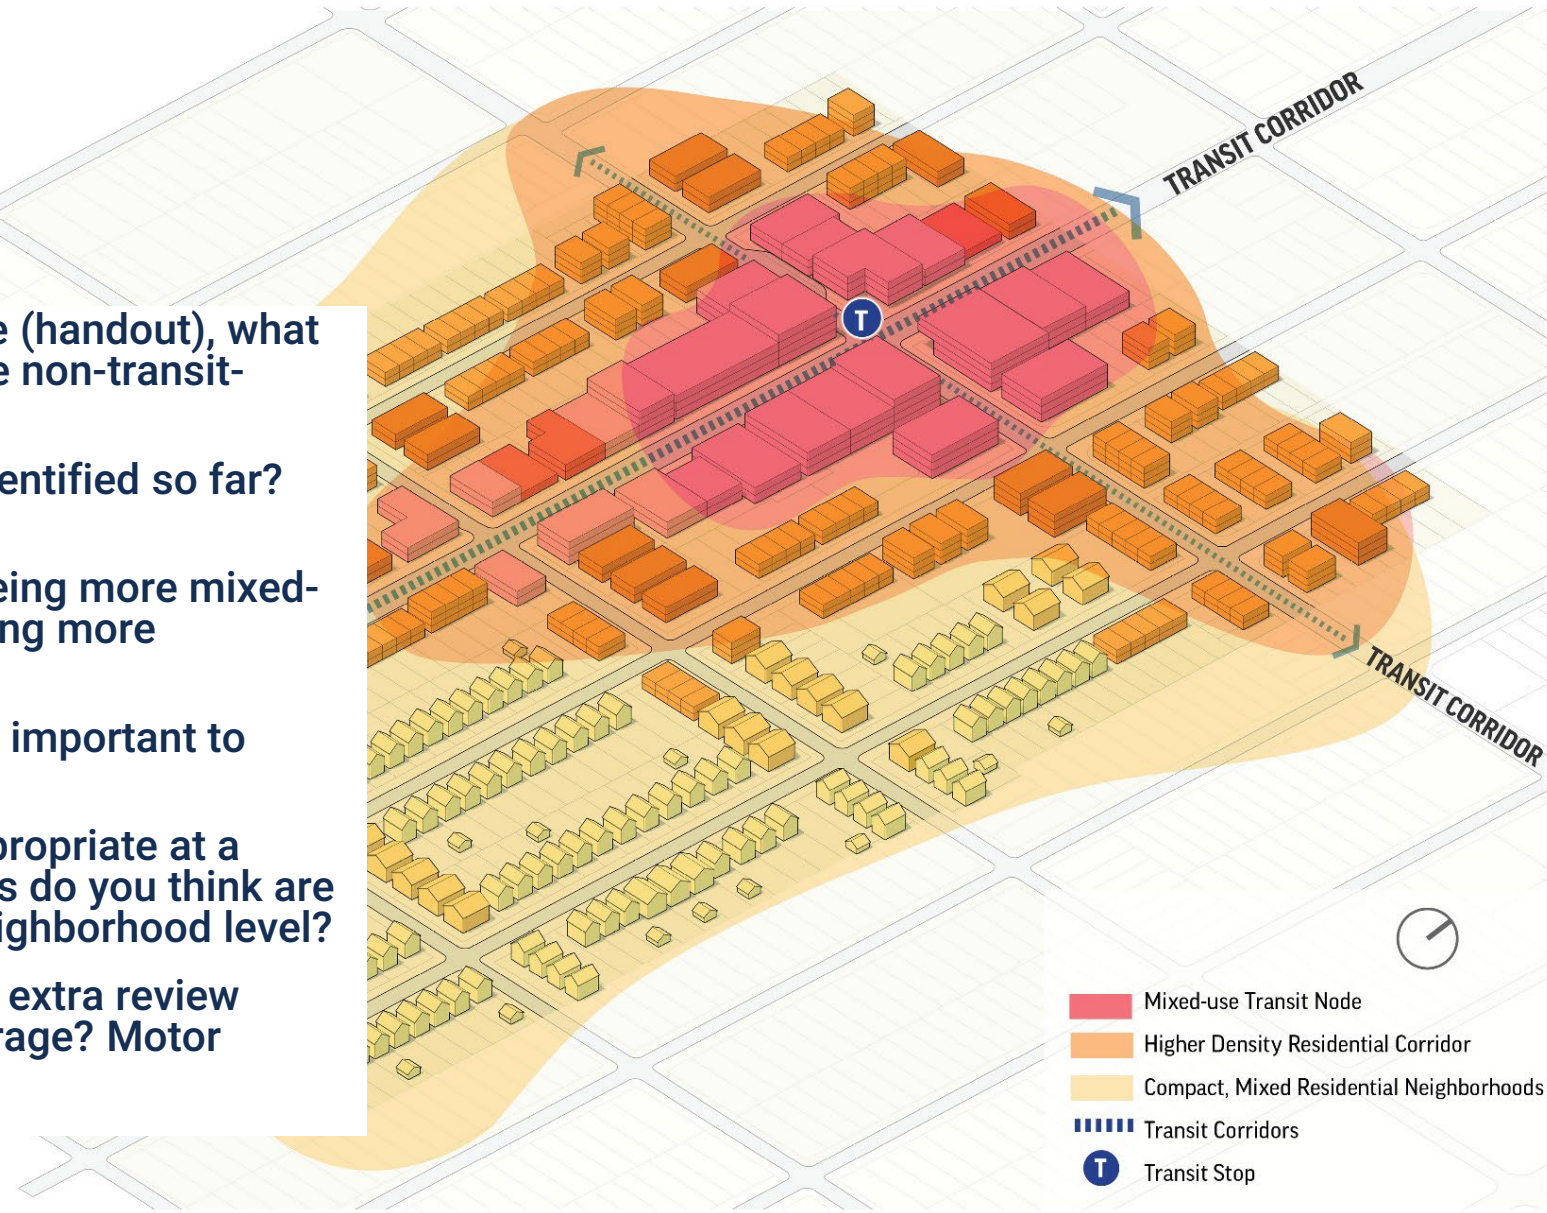 e (handout), what
e non-transit-
entified so far?
eing more mixed-
ng more
important to
propriate at a
s do you think are
ighborhood level?
extra review
rage? Motor
TRANSIT CORRIDOR
T
TRANSIT CORRIDOR
Mixed-use Transit Node
Higher Density Residential Corridor
Compact, Mixed Residential Neighborhoods
Transit Corridors
T
Transit Stop